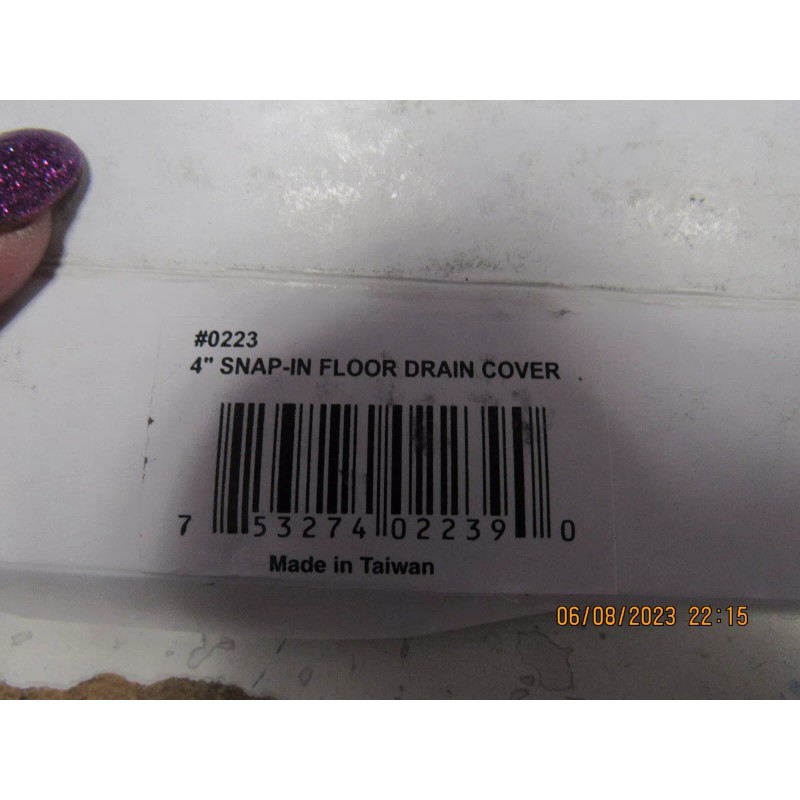 #0223
4" SNAP-IN FLOOR DRAIN COVER
7 53274 02239 0
Made in Taiwan
06/08/2023 22:15